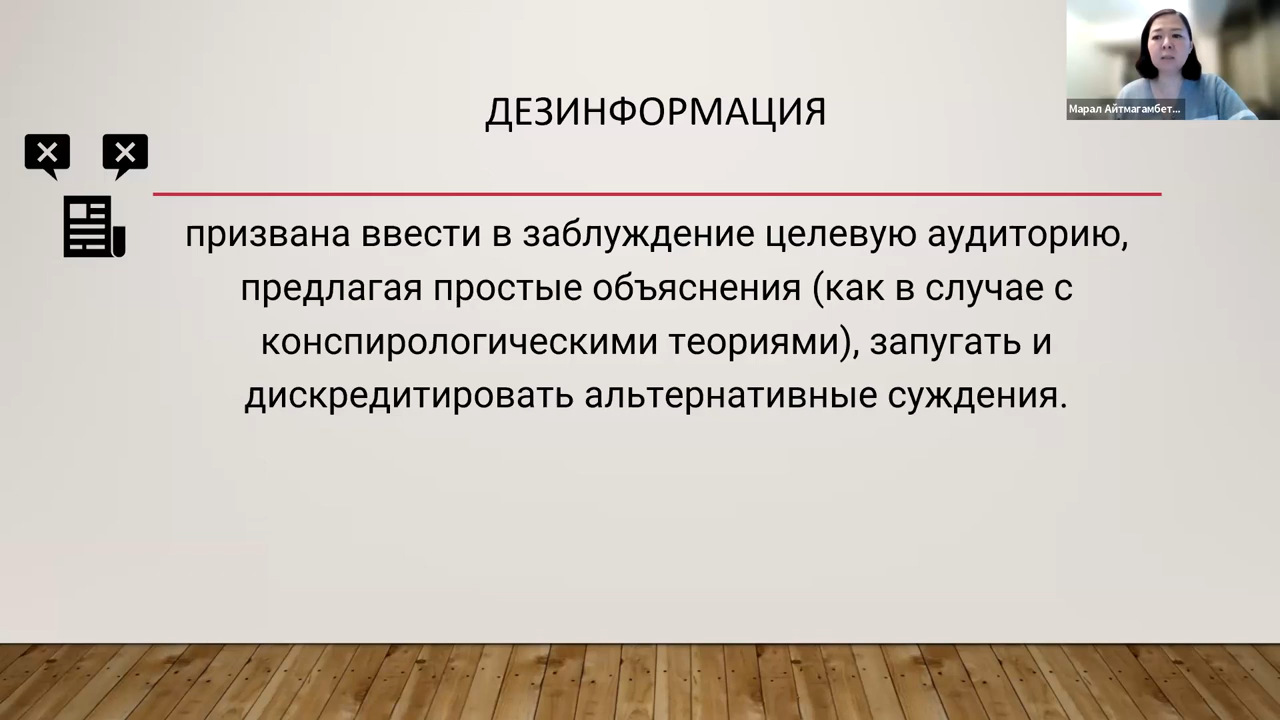 ДЕЗИНФОРМАЦИЯ
Марал Айтмагамбет...
призвана ввести в заблуждение целевую аудиторию,
предлагая простые объяснения (как в случае с
конспирологическими теориями), запугать и
дискредитировать альтернативные суждения.